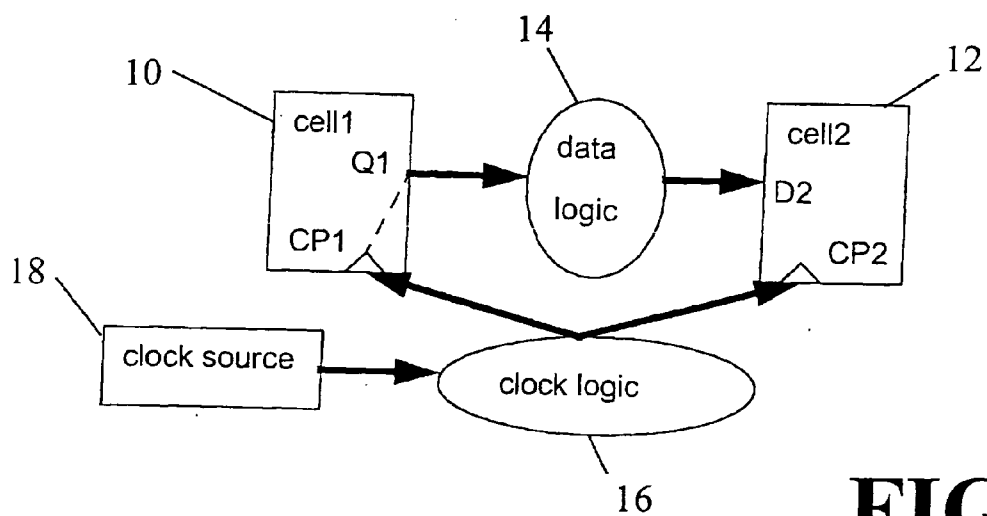 14
10
12
cell1
cell2
data
logic
Q1
D2
CP1
CP2
18
clock source
clock logic
16
FIG